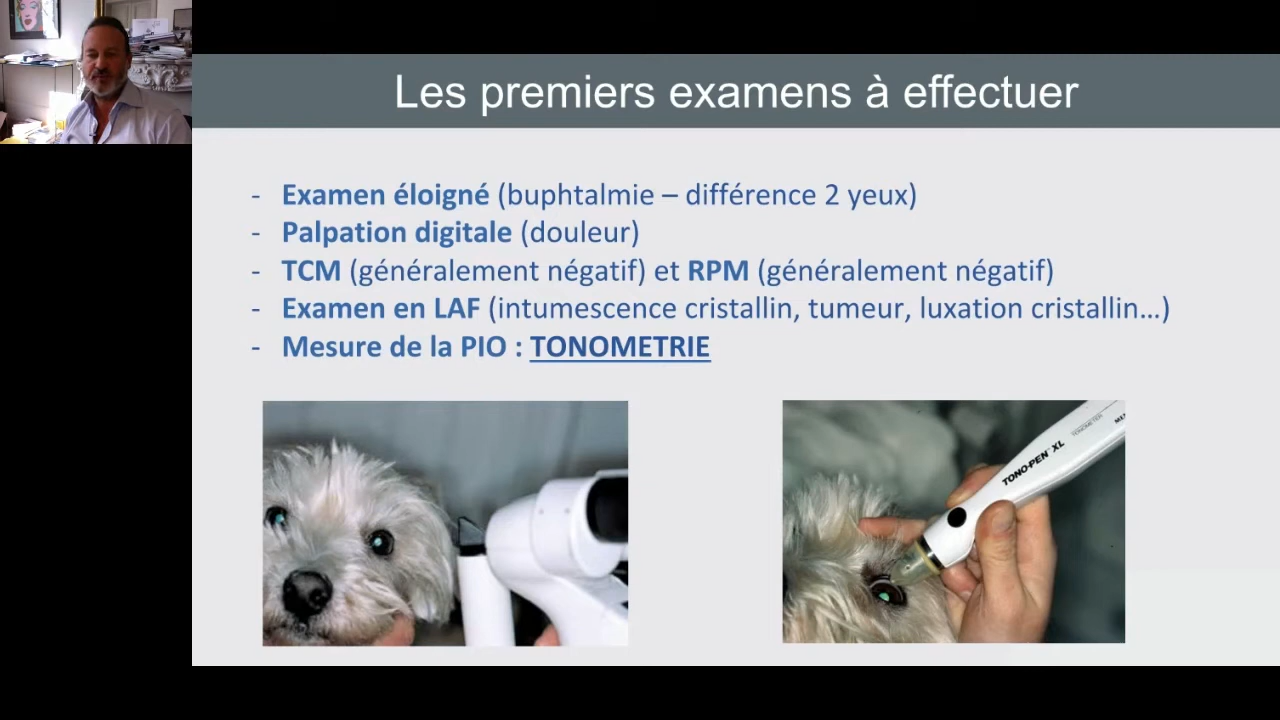 Les premiers examens à effectuer
- Examen éloigné (buphtalmie – différence 2 yeux)
- Palpation digitale (douleur)
- TCM (généralement négatif) et RPM (généralement négatif)
- Examen en LAF (intumescence cristallin, tumeur, luxation cristallin...)
- Mesure de la PIO : TONOMETRIE
TONO-PEN XL
TONOMETER